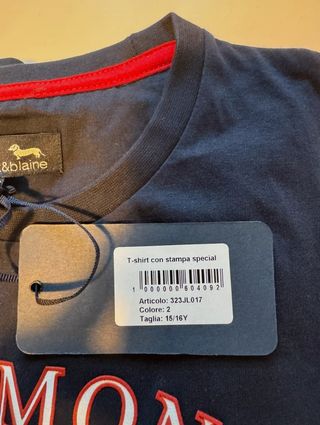 &blaine
T-shirt con stampa special
1 000000 604092
Articolo: 323JL017
Colore: 2
Taglia: 15/16Y
MON